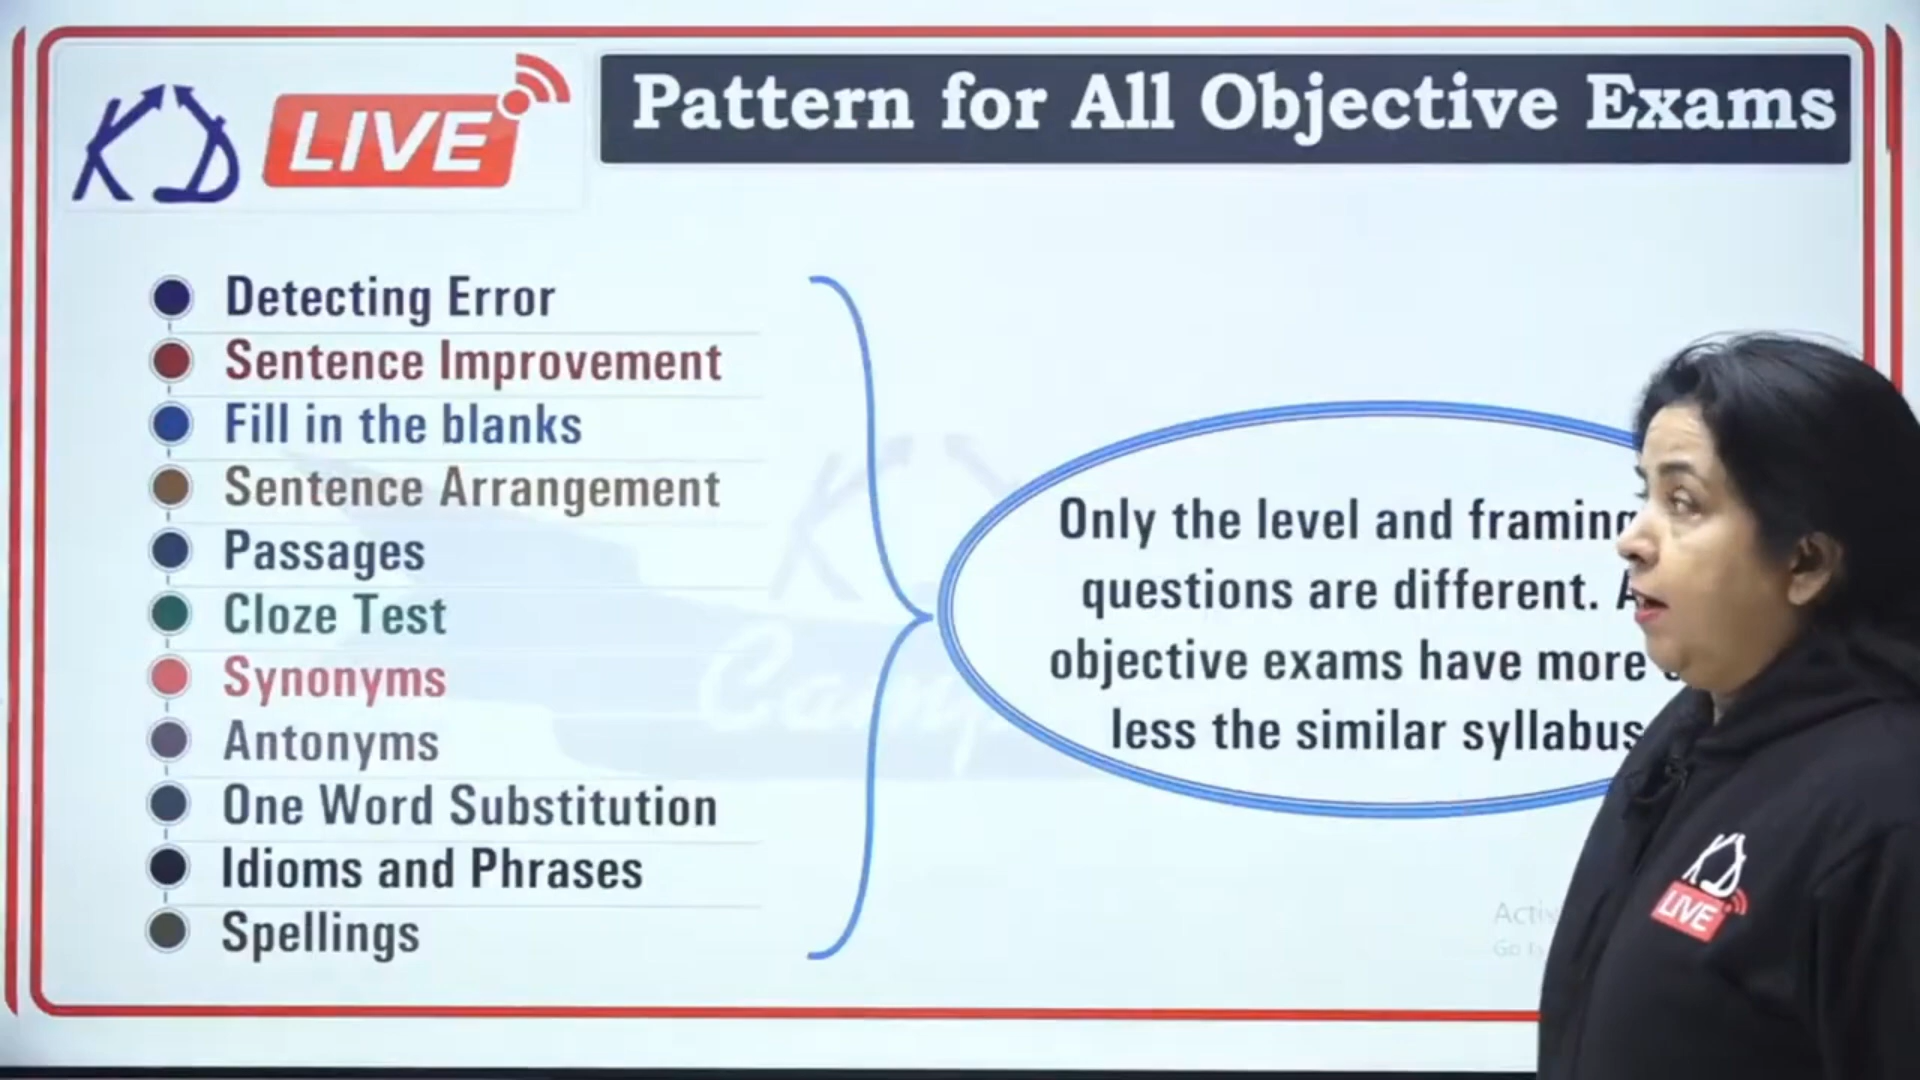 KD LIVE
Pattern for All Objective Exams
Detecting Error
Sentence Improvement
Fill in the blanks
Sentence Arrangement
Passages
Cloze Test
Synonyms
Antonyms
One Word Substitution
Idioms and Phrases
Spellings
Only the level and framing
questions are different.
objective exams have more
less the similar syllabus
KD
LIVE